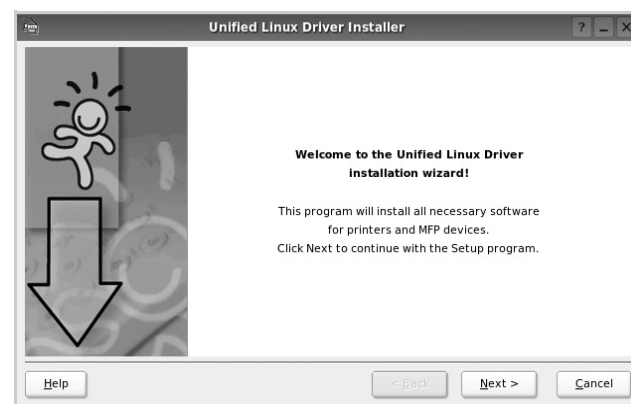 Unified Linux Driver Installer
?
Welcome to the Unified Linux Driver
installation wizard!
This program will install all necessary software
for printers and MFP devices.
Click Next to continue with the Setup program.
Help
< Back
Next >
Cancel